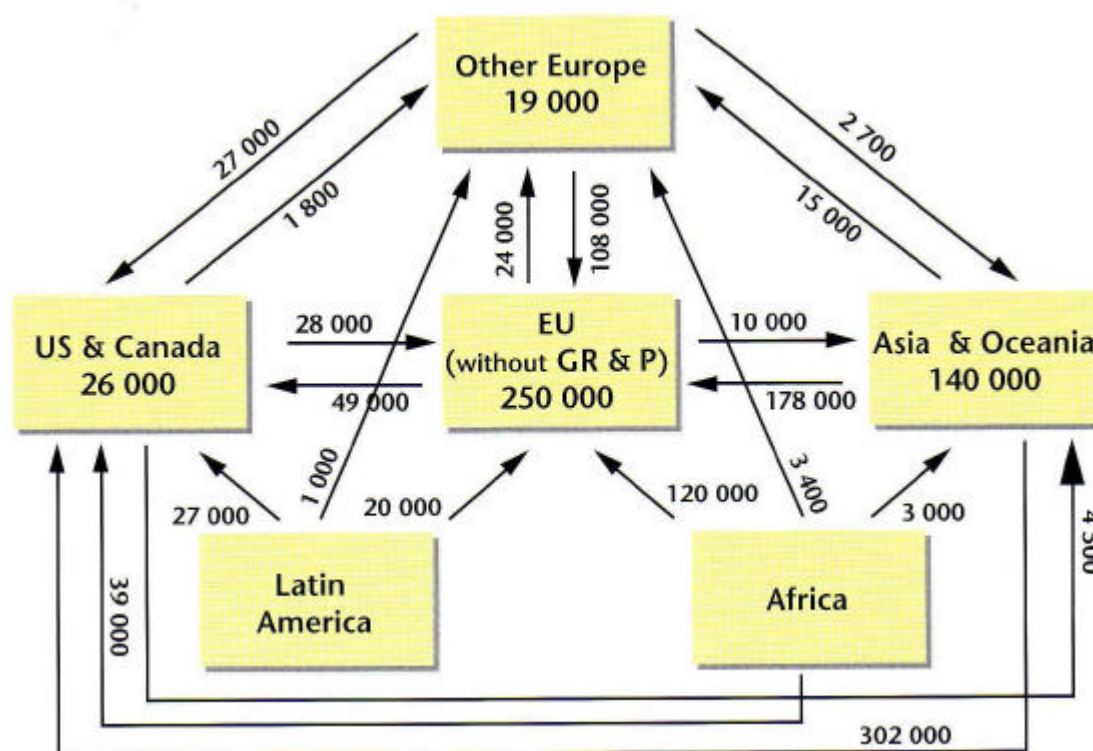 Other Europe
19 000
27 000
1 800
2 700
15 000
24 000
108 000
US & Canada
26 000
28 000
49 000
EU
(without GR & P)
250 000
10 000
178 000
Asia & Oceania
140 000
27 000
1 000
20 000
120 000
3 400
3 000
4 500
39 000
Latin
America
Africa
302 000